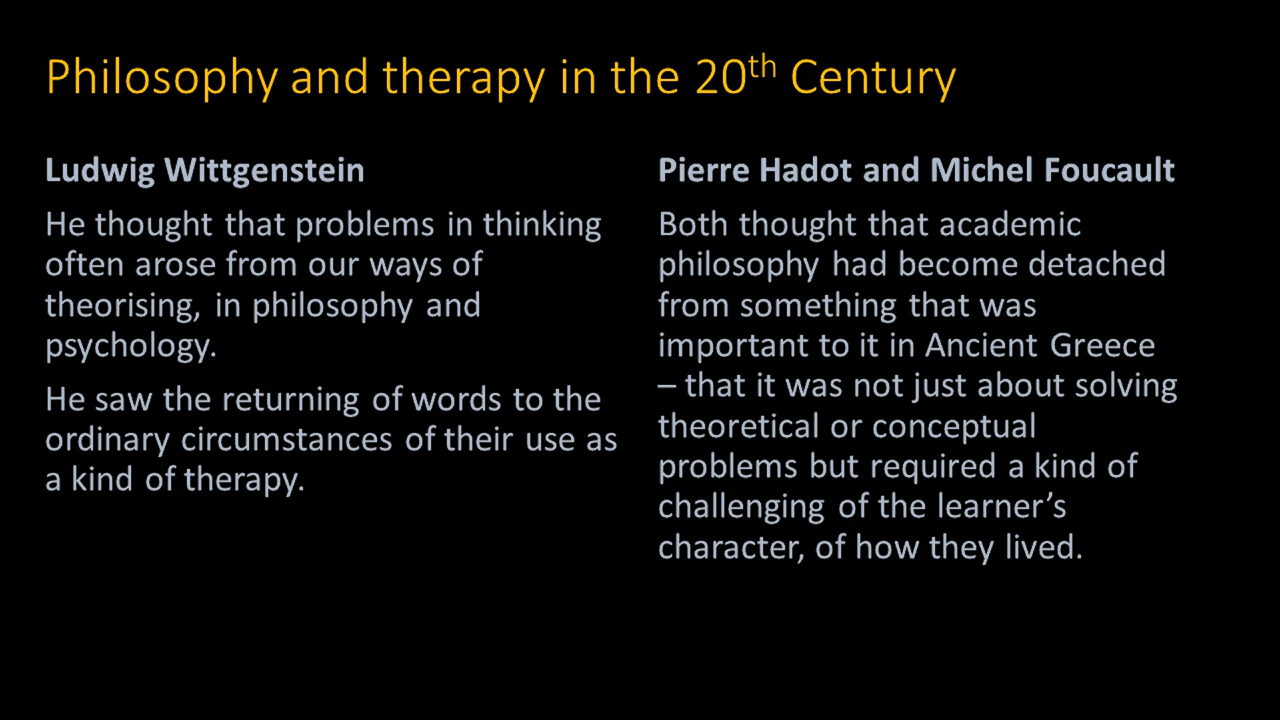 Philosophy and therapy in the 20th Century
Ludwig Wittgenstein
He thought that problems in thinking
often arose from our ways of
theorising, in philosophy and
psychology.
He saw the returning of words to the
ordinary circumstances of their use as
a kind of therapy.
Pierre Hadot and Michel Foucault
Both thought that academic
philosophy had become detached
from something that was
important to it in Ancient Greece
– that it was not just about solving
theoretical or conceptual
problems but required a kind of
challenging of the learner’s
character, of how they lived.